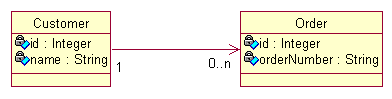 Customer
id : Integer
name : String
1
0..n
Order
id : Integer
orderNumber : String